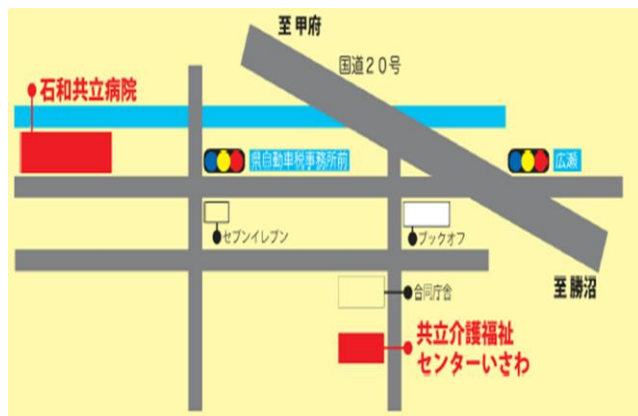 至 甲府
国道20号
石和共立病院
県自動車税事務所前
広瀬
セブンイレブン
ブックオフ
至 勝沼
合同庁舎
共立介護福祉
センターいさわ